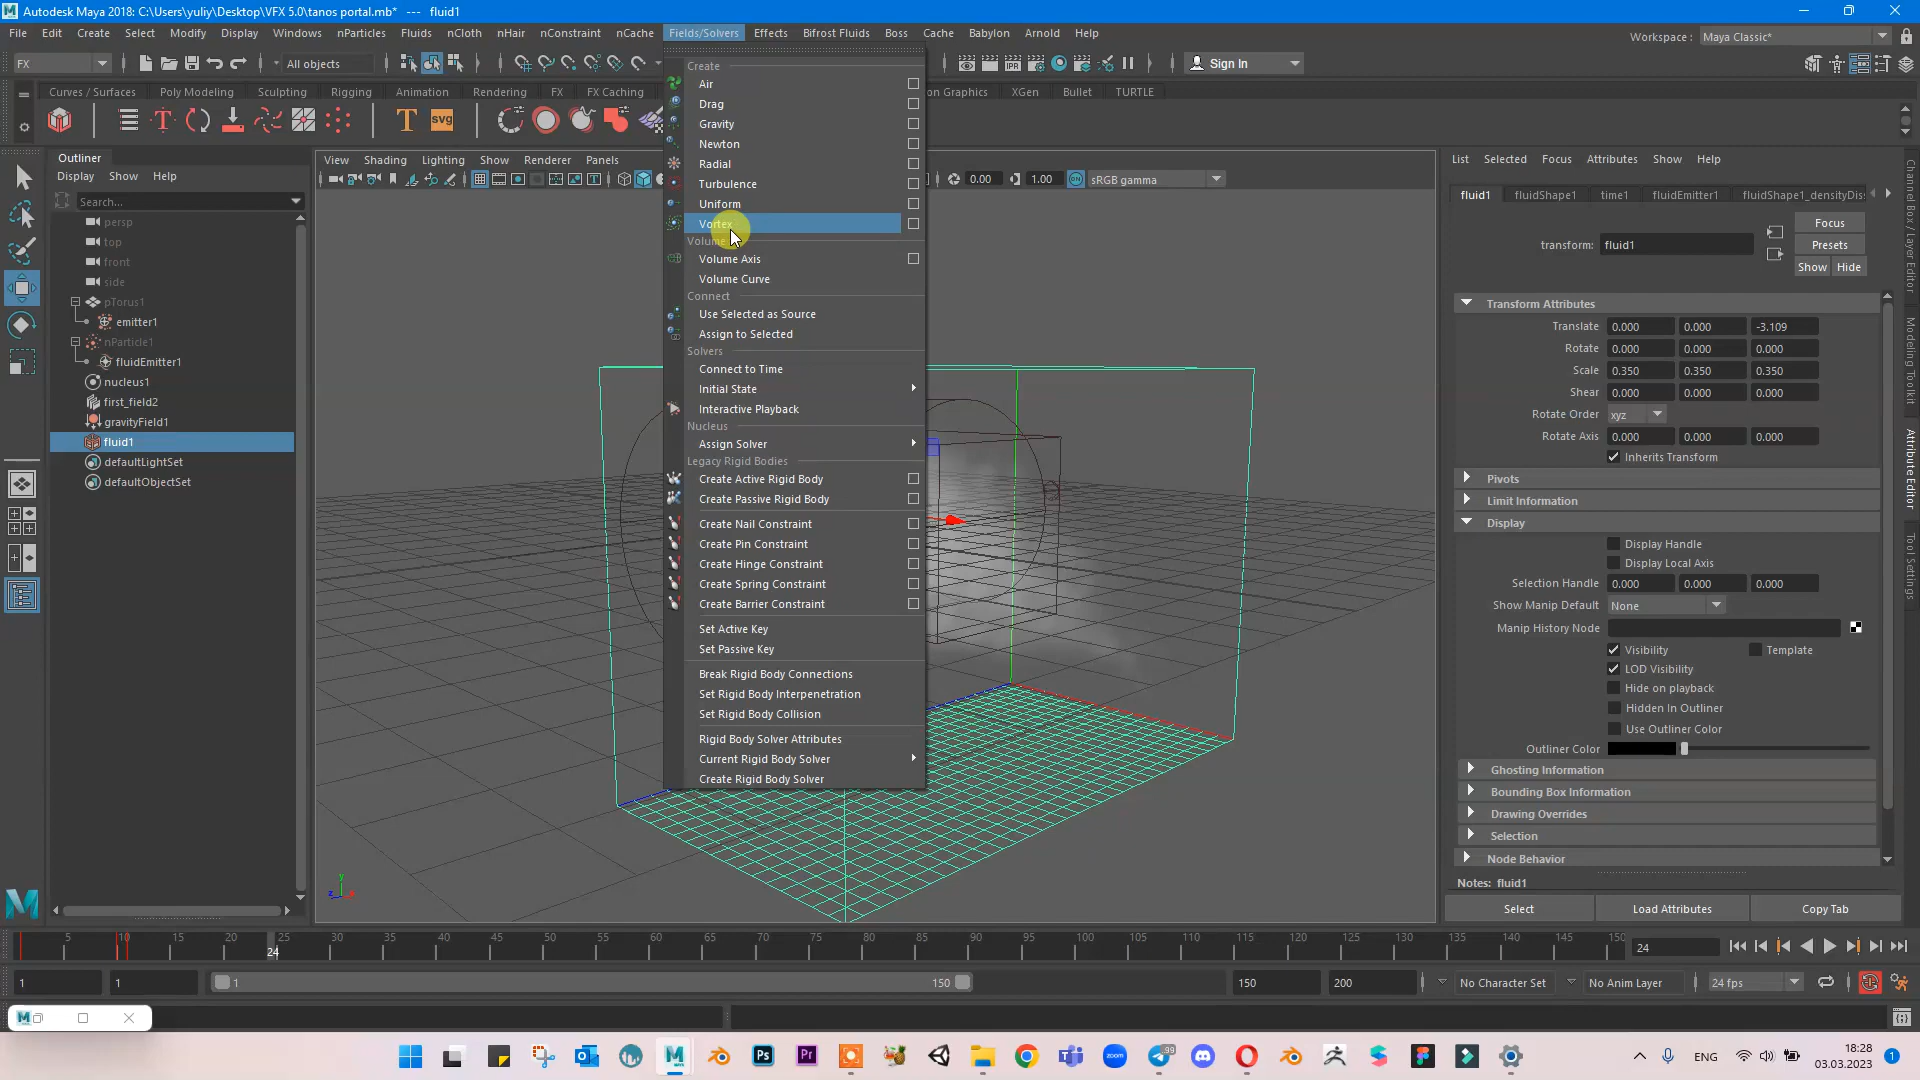 Autodesk Maya 2018: C:\Users\yuliy\Desktop\VFX 5.0\tanos portal.mb* --- fluid1
File Edit Create Select Modify Display Windows nParticles Fluids nCloth nHair nConstraint nCache Fields/Solvers Effects Bifrost Fluids Boss Cache Babylon Arnold Help
Workspace : Maya Classic*
FX All objects Sign In
Curves / Surfaces Poly Modeling Sculpting Rigging Animation Rendering FX FX Caching on Graphics XGen Bullet TURTLE
Outliner
Display Show Help
Search...
persp
top
front
side
pTorus1
emitter1
nParticle1
fluidEmitter1
nucleus1
first_field2
gravityField1
fluid1
defaultLightSet
defaultObjectSet
View Shading Lighting Show Renderer Panels
0.00 1.00 sRGB gamma
Create
Air
Drag
Gravity
Newton
Radial
Turbulence
Uniform
Vortex
Volume
Volume Axis
Volume Curve
Connect
Use Selected as Source
Assign to Selected
Solvers
Connect to Time
Initial State
Interactive Playback
Nucleus
Assign Solver
Legacy Rigid Bodies
Create Active Rigid Body
Create Passive Rigid Body
Create Nail Constraint
Create Pin Constraint
Create Hinge Constraint
Create Spring Constraint
Create Barrier Constraint
Set Active Key
Set Passive Key
Break Rigid Body Connections
Set Rigid Body Interpenetration
Set Rigid Body Collision
Rigid Body Solver Attributes
Current Rigid Body Solver
Create Rigid Body Solver
y
z x
List Selected Focus Attributes Show Help
fluid1 fluidShape1 time1 fluidEmitter1 fluidShape1_densityDis
transform: fluid1
Focus
Presets
Show Hide
Transform Attributes
Translate 0.000 0.000 -3.109
Rotate 0.000 0.000 0.000
Scale 0.350 0.350 0.350
Shear 0.000 0.000 0.000
Rotate Order xyz
Rotate Axis 0.000 0.000 0.000
Inherits Transform
Pivots
Limit Information
Display
Display Handle
Display Local Axis
Selection Handle 0.000 0.000 0.000
Show Manip Default None
Manip History Node
Visibility Template
LOD Visibility
Hide on playback
Hidden In Outliner
Use Outliner Color
Outliner Color
Ghosting Information
Bounding Box Information
Drawing Overrides
Selection
Node Behavior
Notes: fluid1
Select Load Attributes Copy Tab
Channel Box / Layer Editor
Modeling Toolkit
Attribute Editor
Tool Settings
5 10 15 20 24 25 30 35 40 45 50 55 60 65 70 75 80 85 90 95 100 105 110 115 120 125 130 135 140 145 150
24
1 1 1 150 150 200 No Character Set No Anim Layer 24 fps
99
ENG 18:28
03.03.2023 1